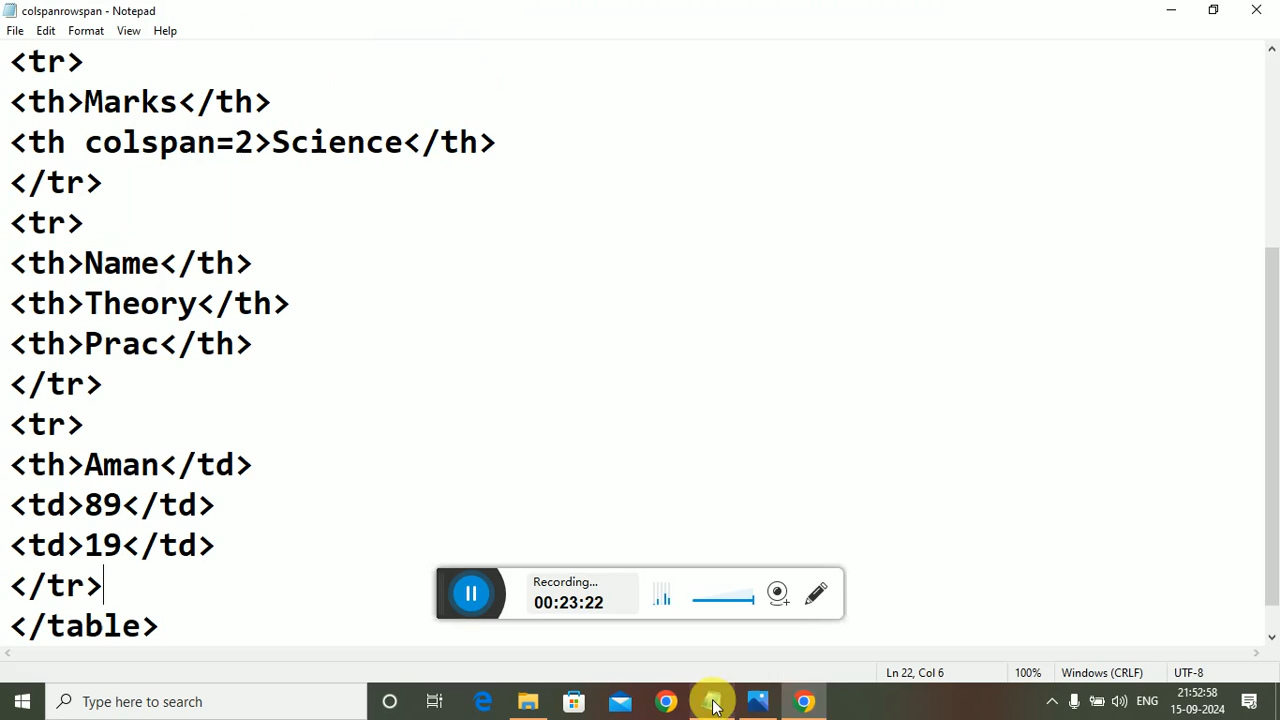 colspanrowspan - Notepad
File Edit Format View Help
<tr>
<th>Marks</th>
<th colspan=2>Science</th>
</tr>
<tr>
<th>Name</th>
<th>Theory</th>
<th>Prac</th>
</tr>
<tr>
<th>Aman</td>
<td>89</td>
<td>19</td>
</tr>
</table>
Recording...
00:23:22
Ln 22, Col 6 100% Windows (CRLF) UTF-8
Type here to search
ENG
21:52:58
15-09-2024